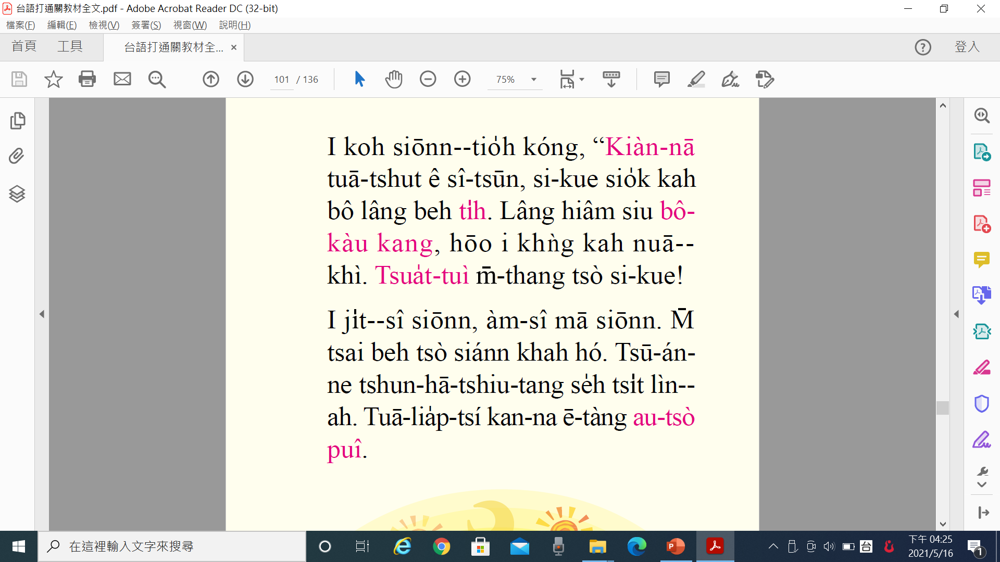 台語打通關教材全文.pdf - Adobe Acrobat Reader DC (32-bit)
檔案(F) 編輯(E) 檢視(V) 簽署(S) 視窗(W) 說明(H)
首頁 工具 台語打通關教材全... × 登入
101 / 136 75%
I koh siōnn--tio̍h kóng, “Kiàn-nā
tuā-tshut ê sî-tsūn, si-kue sio̍k kah
bô lâng beh ti̍h. Lâng hiâm siu bô-
kàu kang, hōo i khǹg kah nuā--
khì. Tsua̍t-tuì m̄-thang tsò si-kue!
I ji̍t--sî siōnn, àm-sî mā siōnn. M̄
tsai beh tsò siánn khah hó. Tsū-án-
ne tshun-hā-tshiu-tang se̍h tsi̍t lìn--
ah. Tuā-lia̍p-tsí kan-na ē-tàng au-tsò
puî.
在這裡輸入文字來搜尋
台
下午 04:25
2021/5/16
1